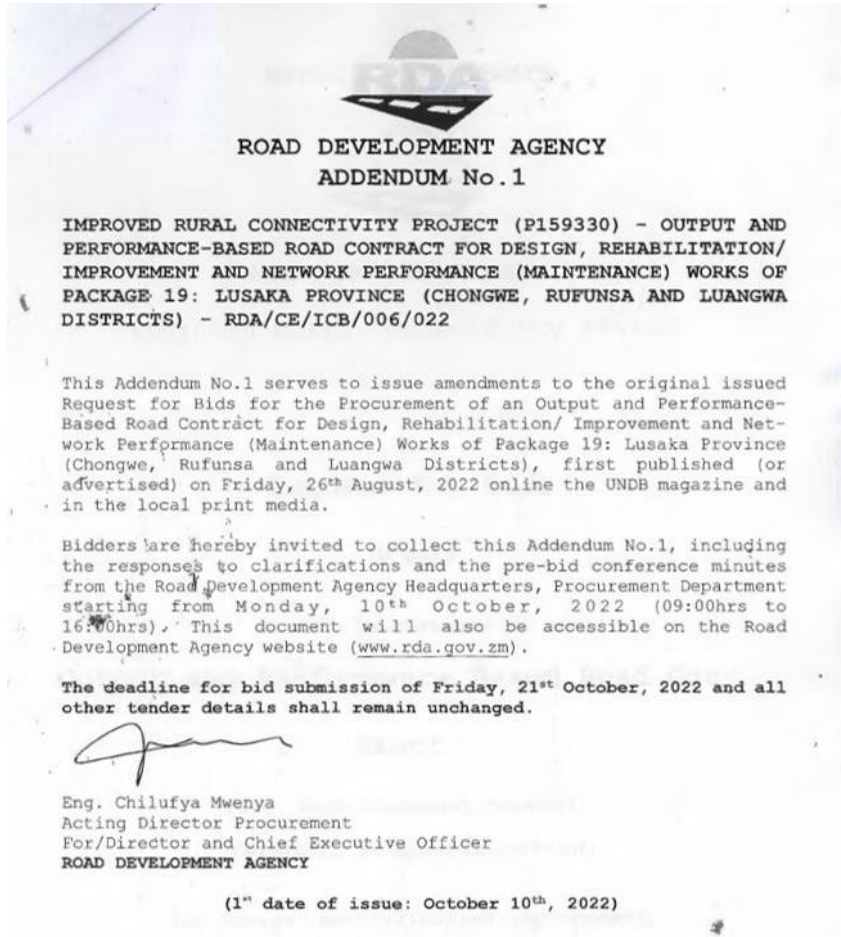 RDA
ROAD DEVELOPMENT AGENCY
ADDENDUM No.1
IMPROVED RURAL CONNECTIVITY PROJECT (P159330) – OUTPUT AND
PERFORMANCE-BASED ROAD CONTRACT FOR DESIGN, REHABILITATION/
IMPROVEMENT AND NETWORK PERFORMANCE (MAINTENANCE) WORKS OF
PACKAGE 19: LUSAKA PROVINCE (CHONGWE, RUFUNSA AND LUANGWA
DISTRICTS) – RDA/CE/ICB/006/022
This Addendum No.1 serves to issue amendments to the original issued
Request for Bids for the Procurement of an Output and Performance-
Based Road Contract for Design, Rehabilitation/ Improvement and Net-
work Performance (Maintenance) Works of Package 19: Lusaka Province
(Chongwe, Rufunsa and Luangwa Districts), first published (or
advertised) on Friday, 26th August, 2022 online the UNDB magazine and
in the local print media.
Bidders are hereby invited to collect this Addendum No.1, including
the responses to clarifications and the pre-bid conference minutes
from the Road Development Agency Headquarters, Procurement Department
starting from Monday, 10th October, 2022 (09:00hrs to
16:00hrs). This document will also be accessible on the Road
Development Agency website (www.rda.gov.zm).
The deadline for bid submission of Friday, 21st October, 2022 and all
other tender details shall remain unchanged.
Eng. Chilufya Mwenya
Acting Director Procurement
For/Director and Chief Executive Officer
ROAD DEVELOPMENT AGENCY
(1st date of issue: October 10th, 2022)